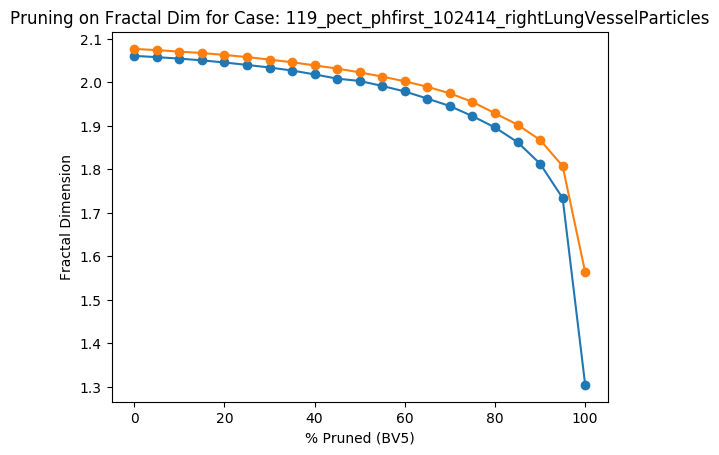 Pruning on Fractal Dim for Case: 119_pect_phfirst_102414_rightLungVesselParticles
Fractal Dimension
2.1
2.0
1.9
1.8
1.7
1.6
1.5
1.4
1.3
0 20 40 60 80 100
% Pruned (BV5)